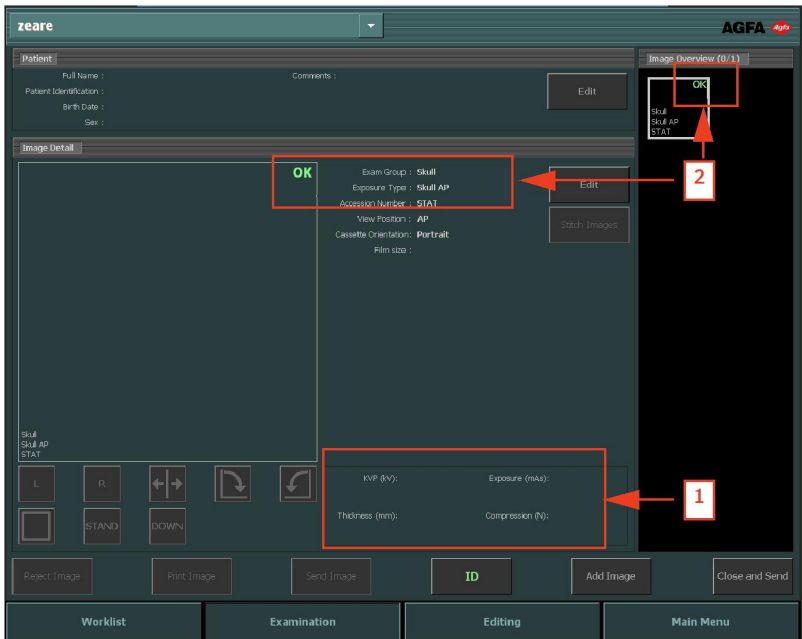 zeare
AGFA Agfa
Patient
Full Name :
Comments :
Patient Identification :
Birth Date :
Sex :
Edit
Image Overview (0/1)
OK
Skull
Skull AP
STAT
2
Image Detail
OK
Exam Group : Skull
Exposure Type : Skull AP
Accession Number : STAT
View Position : AP
Cassette Orientation: Portrait
Film size :
Edit
Stitch Images
Skull
Skull AP
STAT
L
R
STAND
DOWN
KVP (kV):
Exposure (mAs):
Thickness (mm):
Compression (N):
1
Reject Image
Print Image
Send Image
ID
Add Image
Close and Send
Worklist
Examination
Editing
Main Menu